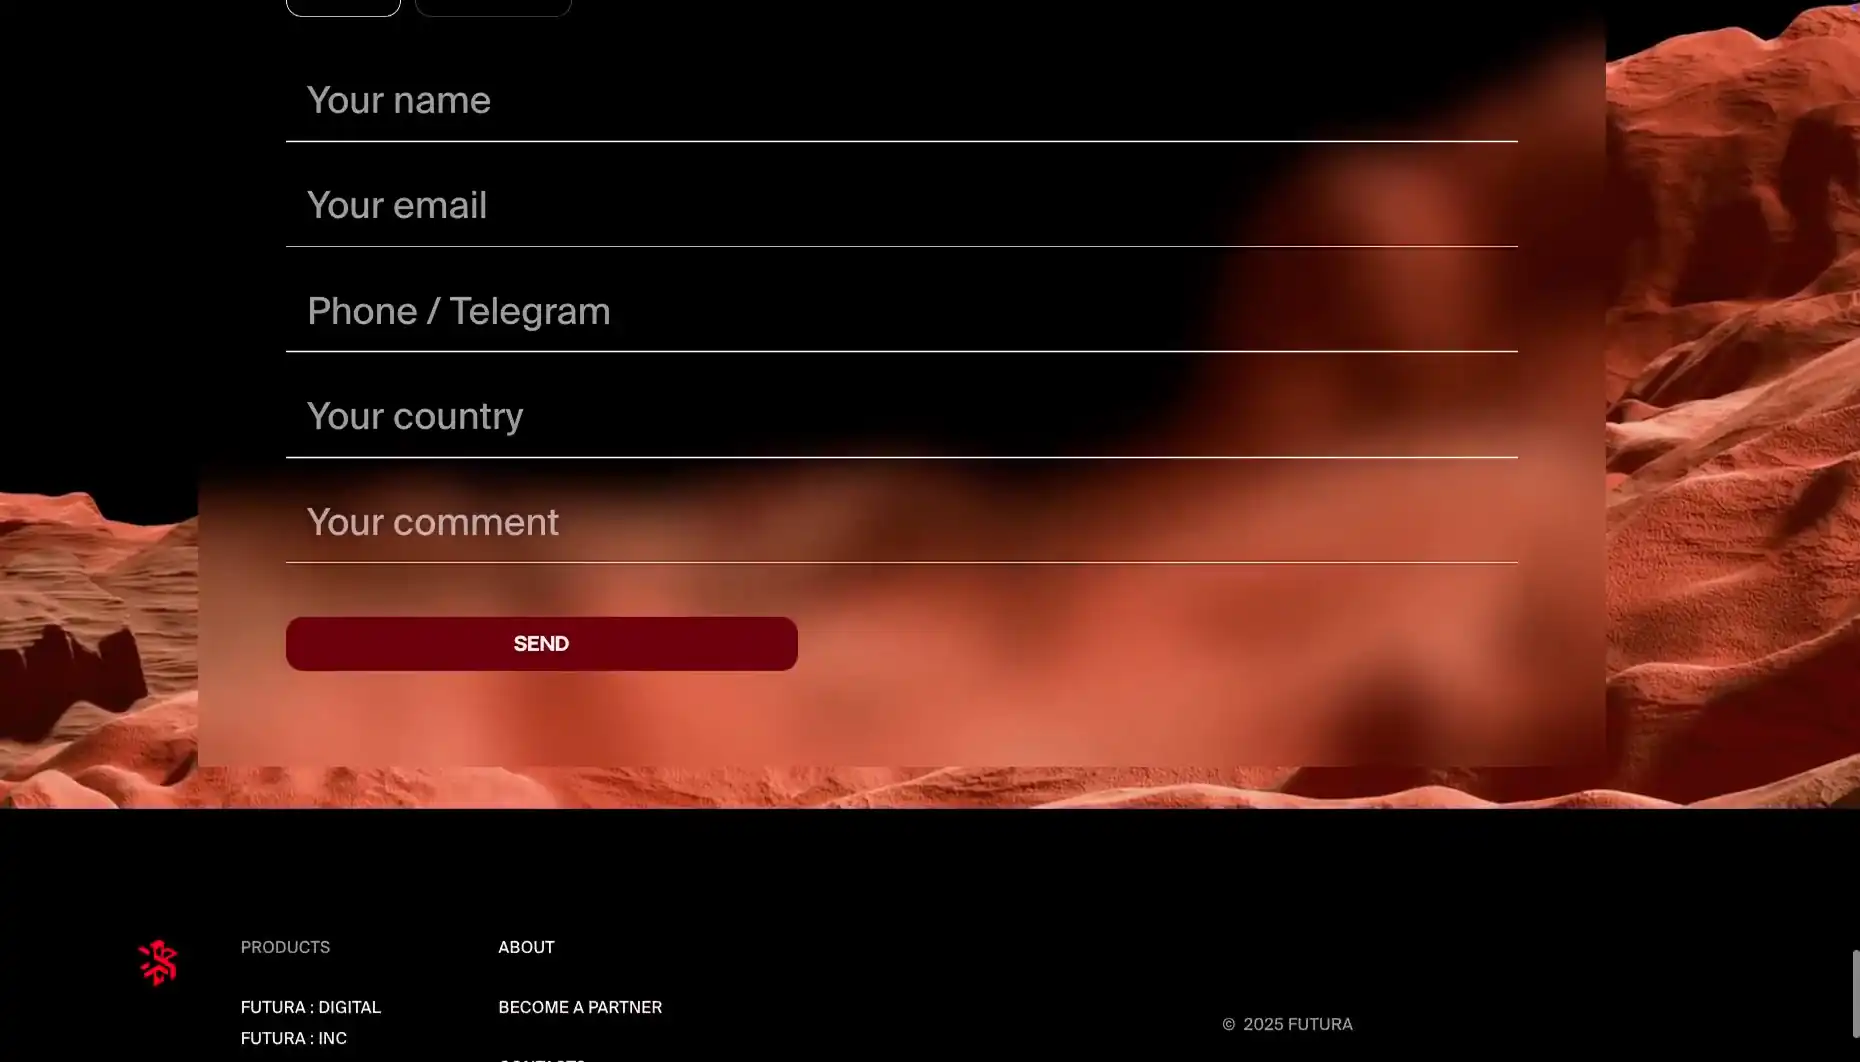 Your name
Your email
Phone / Telegram
Your country
Your comment
SEND
PRODUCTS
FUTURA : DIGITAL
FUTURA : INC
ABOUT
BECOME A PARTNER
© 2025 FUTURA